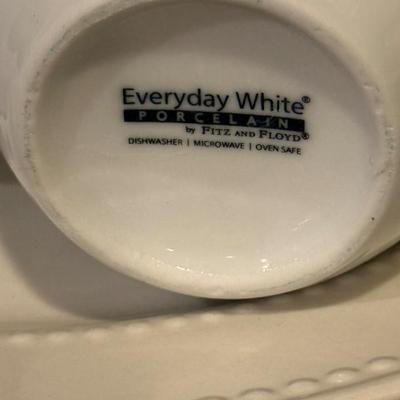 Everyday White®
PORCELAIN
by FITZ AND FLOYD®
DISHWASHER | MICROWAVE | OVEN SAFE